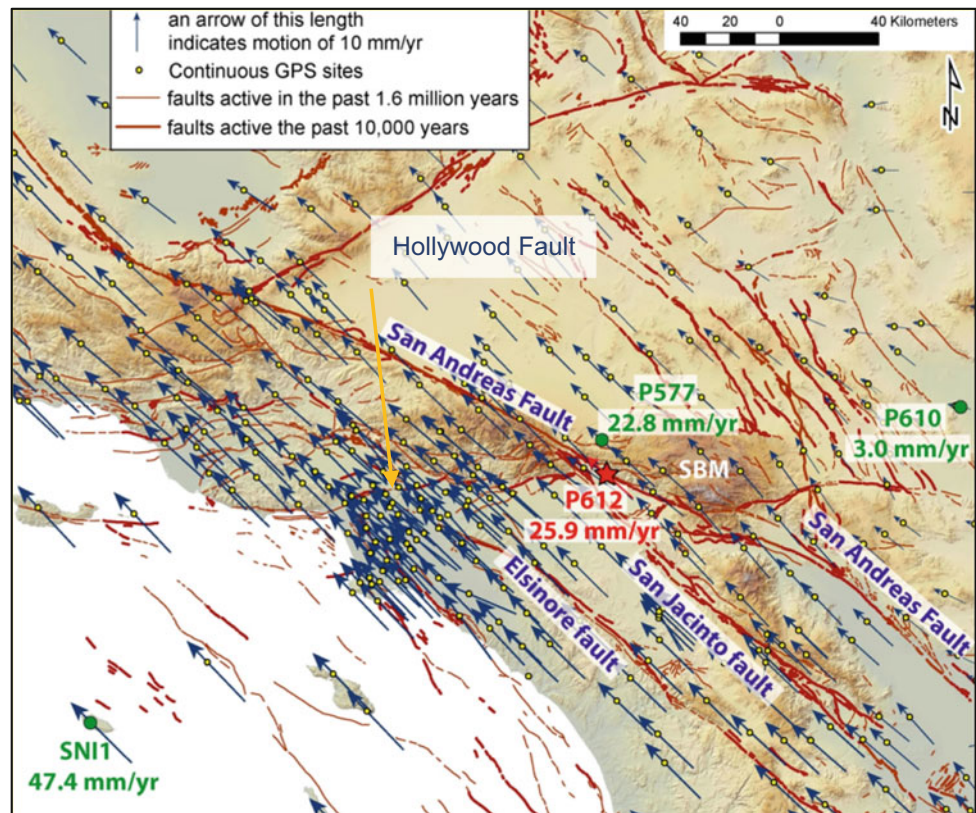 an arrow of this length
indicates motion of 10 mm/yr
Continuous GPS sites
faults active in the past 1.6 million years
faults active the past 10,000 years
40 20 0 40 Kilometers
N
Hollywood Fault
San Andreas Fault
P577
22.8 mm/yr
P610
3.0 mm/yr
SBM
P612
25.9 mm/yr
San Andreas Fault
Elsinore fault
San Jacinto fault
SNI1
47.4 mm/yr